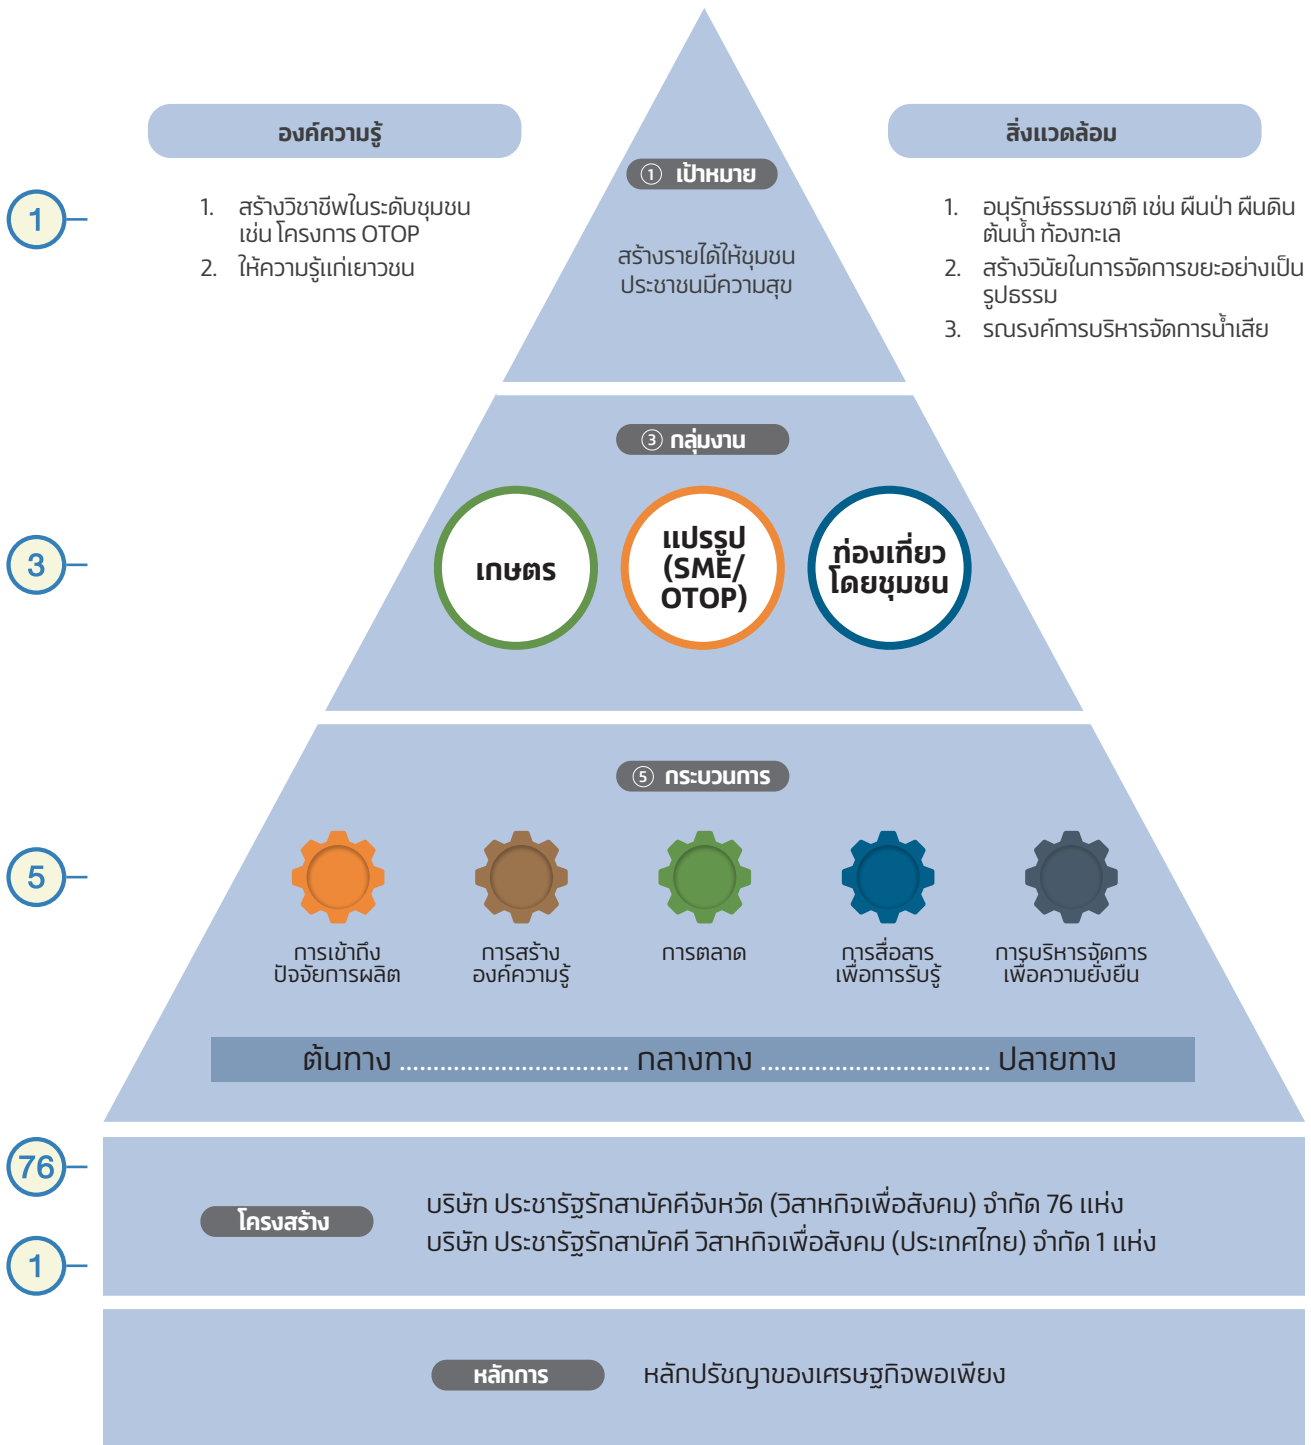 องค์ความรู้
1. สร้างวิชาชีพในระดับชุมชน
เช่น โครงการ OTOP
2. ให้ความรู้แก่เยาวชน
สิ่งแวดล้อม
1. อนุรักษ์ธรรมชาติ เช่น ผืนป่า ผืนดิน
ต้นน้ำ ท้องทะเล
2. สร้างวินัยในการจัดการขยะอย่างเป็น
รูปธรรม
3. รณรงค์การบริหารจัดการน้ำเสีย
1
① เป้าหมาย
สร้างรายได้ให้ชุมชน
ประชาชนมีความสุข
3
③ กลุ่มงาน
เกษตร
แปรรูป
(SME/
OTOP)
ท่องเที่ยว
โดยชุมชน
5
⑤ กระบวนการ
การเข้าถึง
ปัจจัยการผลิต
การสร้าง
องค์ความรู้
การตลาด
การสื่อสาร
เพื่อการรับรู้
การบริหารจัดการ
เพื่อความยั่งยืน
ต้นทาง .................................. กลางทาง .................................. ปลายทาง
76
1
โครงสร้าง
บริษัท ประชารัฐรักสามัคคีจังหวัด (วิสาหกิจเพื่อสังคม) จำกัด 76 แห่ง
บริษัท ประชารัฐรักสามัคคี วิสาหกิจเพื่อสังคม (ประเทศไทย) จำกัด 1 แห่ง
หลักการ
หลักปรัชญาของเศรษฐกิจพอเพียง